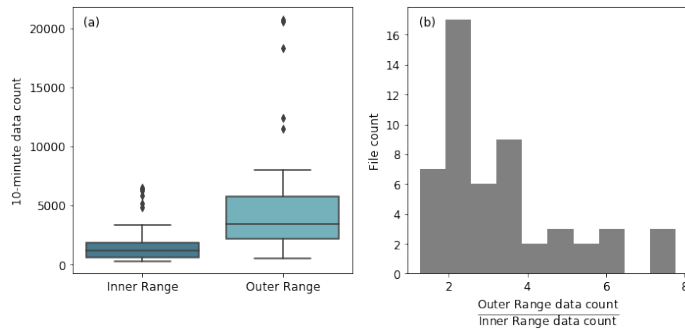 (a)
20000
15000
10000
5000
0
10-minute data count
Inner Range
Outer Range
(b)
16
14
12
10
8
6
4
2
0
File count
2
4
6
8
Outer Range data count
Inner Range data count